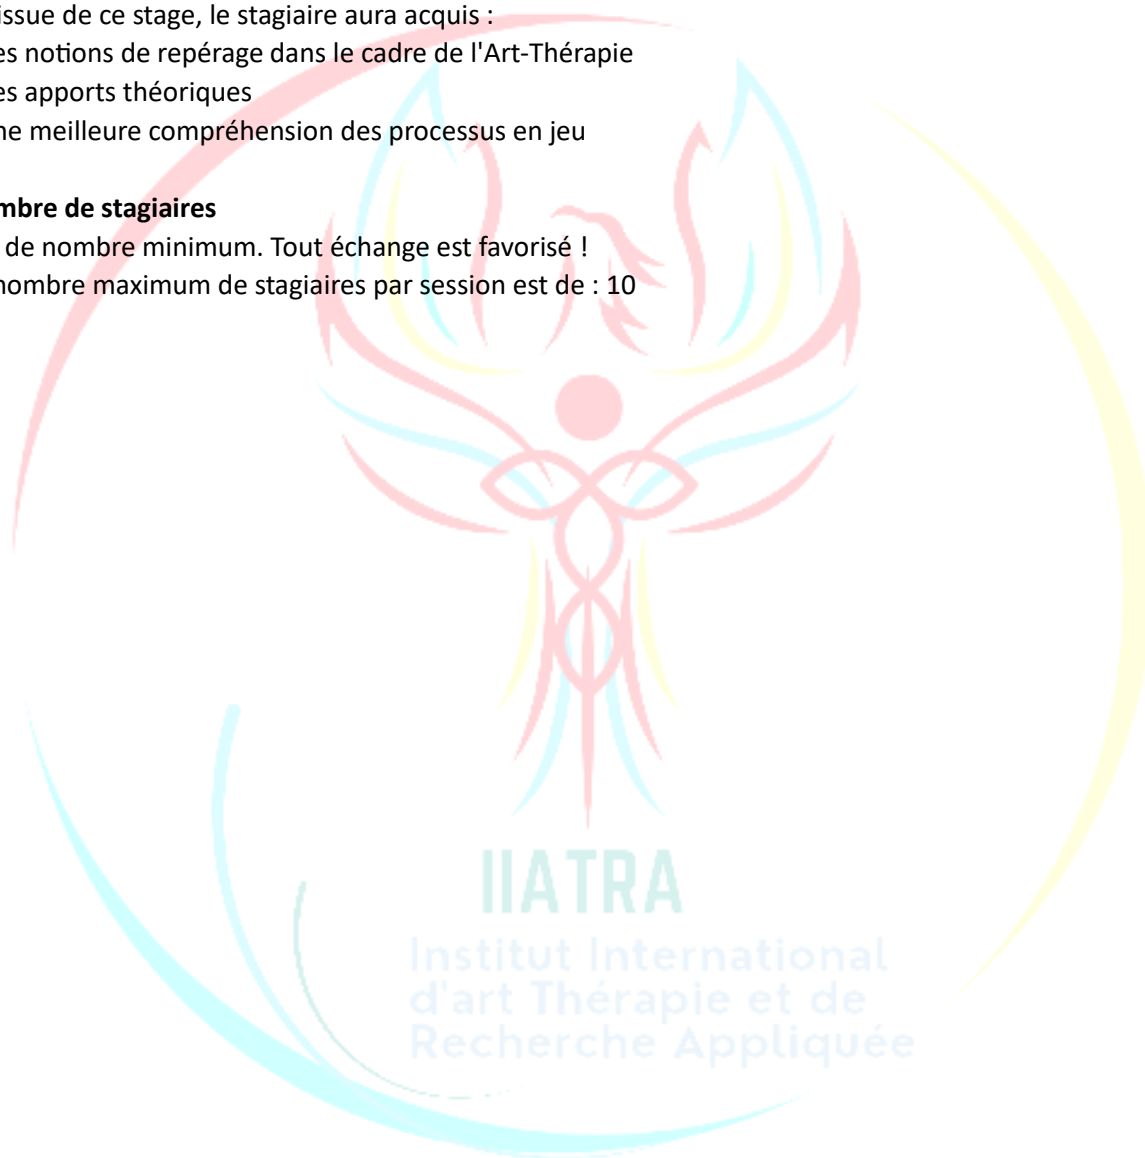 issue de ce stage, le stagiaire aura acquis :
es notions de repérage dans le cadre de l'Art-Thérapie
es apports théoriques
ne meilleure compréhension des processus en jeu
mbre de stagiaires
de nombre minimum. Tout échange est favorisé !
nombre maximum de stagiaires par session est de : 10
IIATRA
Institut International
d'art Thérapie et de
Recherche Appliquée